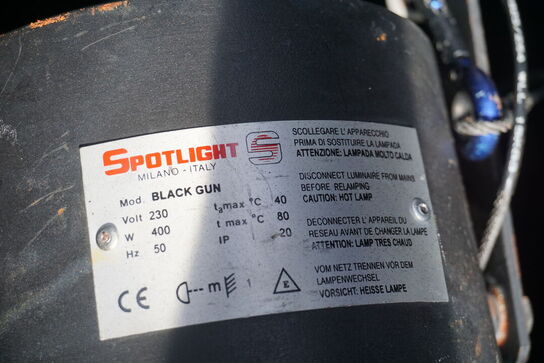 SPOTLIGHT S
MILANO - ITALY
Mod. BLACK GUN
Volt 230
W 400
Hz 50
tamax °C 40
t max °C 80
IP 20
CE m 1 E
SCOLLEGARE L'APPARECCHIO
PRIMA DI SOSTITUIRE LA LAMPADA
ATTENZIONE: LAMPADA MOLTO CALDA
DISCONNECT LUMINAIRE FROM MAINS
BEFORE RELAMPING
CAUTION: HOT LAMP
DECONNECTER L'APPAREIL DU
RESEAU AVANT DE CHANGER LA LAMPE
ATTENTION: LAMP TRES CHAUD
VOM NETZ TRENNEN VOR DEM
LAMPENWECHSEL
VORSICHT: HEISSE LAMPE